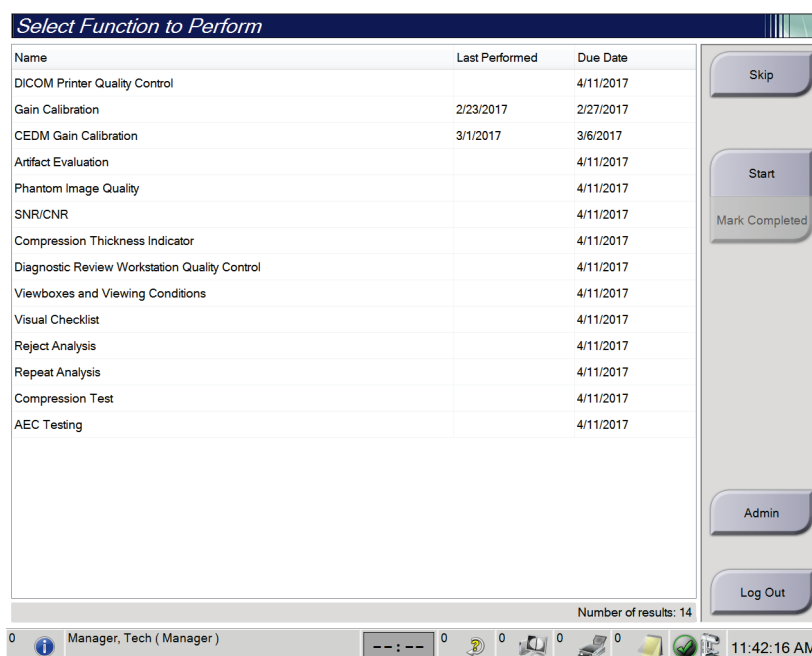 Select Function to Perform
Name Last Performed Due Date
DICOM Printer Quality Control 4/11/2017
Gain Calibration 2/23/2017 2/27/2017
CEDM Gain Calibration 3/1/2017 3/6/2017
Artifact Evaluation 4/11/2017
Phantom Image Quality 4/11/2017
SNR/CNR 4/11/2017
Compression Thickness Indicator 4/11/2017
Diagnostic Review Workstation Quality Control 4/11/2017
Viewboxes and Viewing Conditions 4/11/2017
Visual Checklist 4/11/2017
Reject Analysis 4/11/2017
Repeat Analysis 4/11/2017
Compression Test 4/11/2017
AEC Testing 4/11/2017
Number of results: 14
Skip
Start
Mark Completed
Admin
Log Out
0 Manager, Tech ( Manager ) --:-- 0 0 0 0 11:42:16 AM